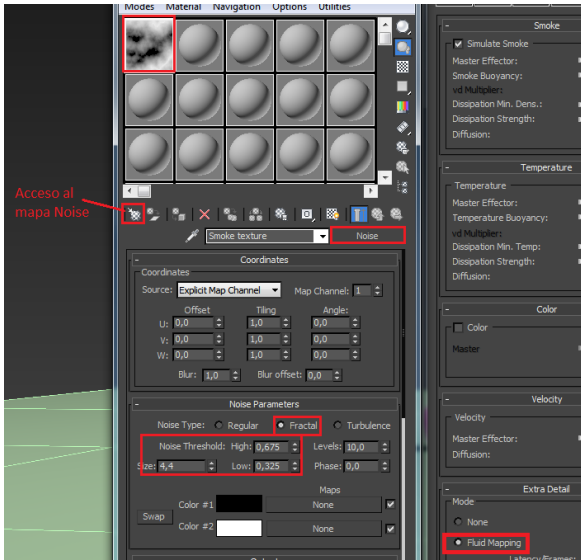 Modes Material Navigation Options Utilities
Acceso al
mapa Noise
Smoke texture Noise
- Coordinates
Coordinates
Source: Explicit Map Channel Map Channel: 1
Offset Tiling Angle:
U: 0,0 1,0 0,0
V: 0,0 1,0 0,0
W: 0,0 1,0 0,0
Blur: 1,0 Blur offset: 0,0
- Noise Parameters
Noise Type: Regular Fractal Turbulence
Noise Threshold: High: 0,675 Levels: 10,0
Size: 4,4 Low: 0,325 Phase: 0,0
Maps
Swap
Color #1 None
Color #2 None
- Smoke
Simulate Smoke
Master Effector:
Smoke Buoyancy:
vd Multiplier:
Dissipation Min. Dens.:
Dissipation Strength:
Diffusion:
- Temperature
Temperature
Master Effector:
Temperature Buoyancy:
vd Multiplier:
Dissipation Min. Temp:
Dissipation Strength:
Diffusion:
- Color
Color
Master
- Velocity
Velocity
Master Effector:
Diffusion:
- Extra Detail
Mode
None
Fluid Mapping
Latency/Frames: